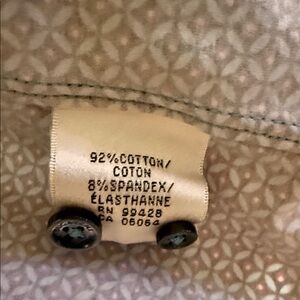 92% COTTON/
COTON
8% SPANDEX/
ÉLASTHANNE
RN 99428
CA 06064